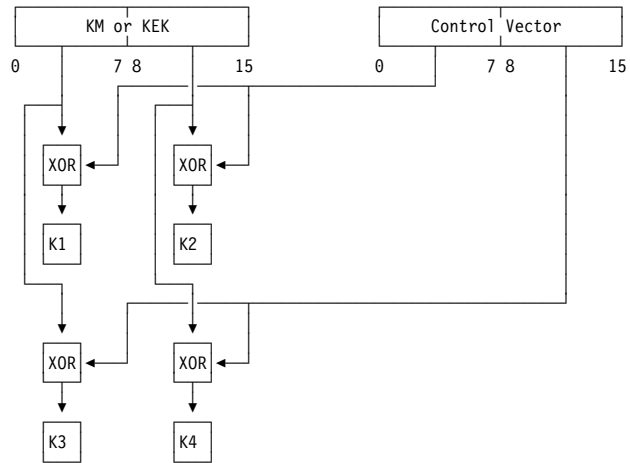 KM or KEK Control Vector
0 7 8 15 0 7 8 15
XOR XOR
K1 K2
XOR XOR
K3 K4